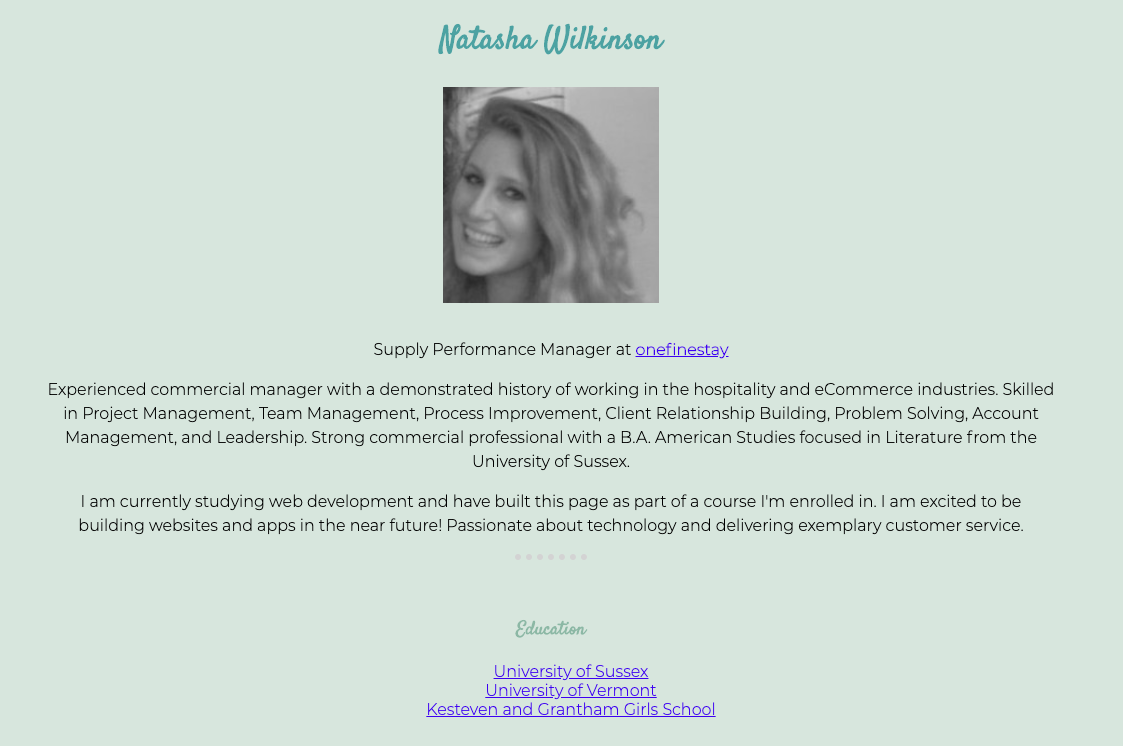 Natasha Wilkinson
Supply Performance Manager at onefinestay
Experienced commercial manager with a demonstrated history of working in the hospitality and eCommerce industries. Skilled
in Project Management, Team Management, Process Improvement, Client Relationship Building, Problem Solving, Account
Management, and Leadership. Strong commercial professional with a B.A. American Studies focused in Literature from the
University of Sussex.
I am currently studying web development and have built this page as part of a course I'm enrolled in. I am excited to be
building websites and apps in the near future! Passionate about technology and delivering exemplary customer service.
Education
University of Sussex
University of Vermont
Kesteven and Grantham Girls School